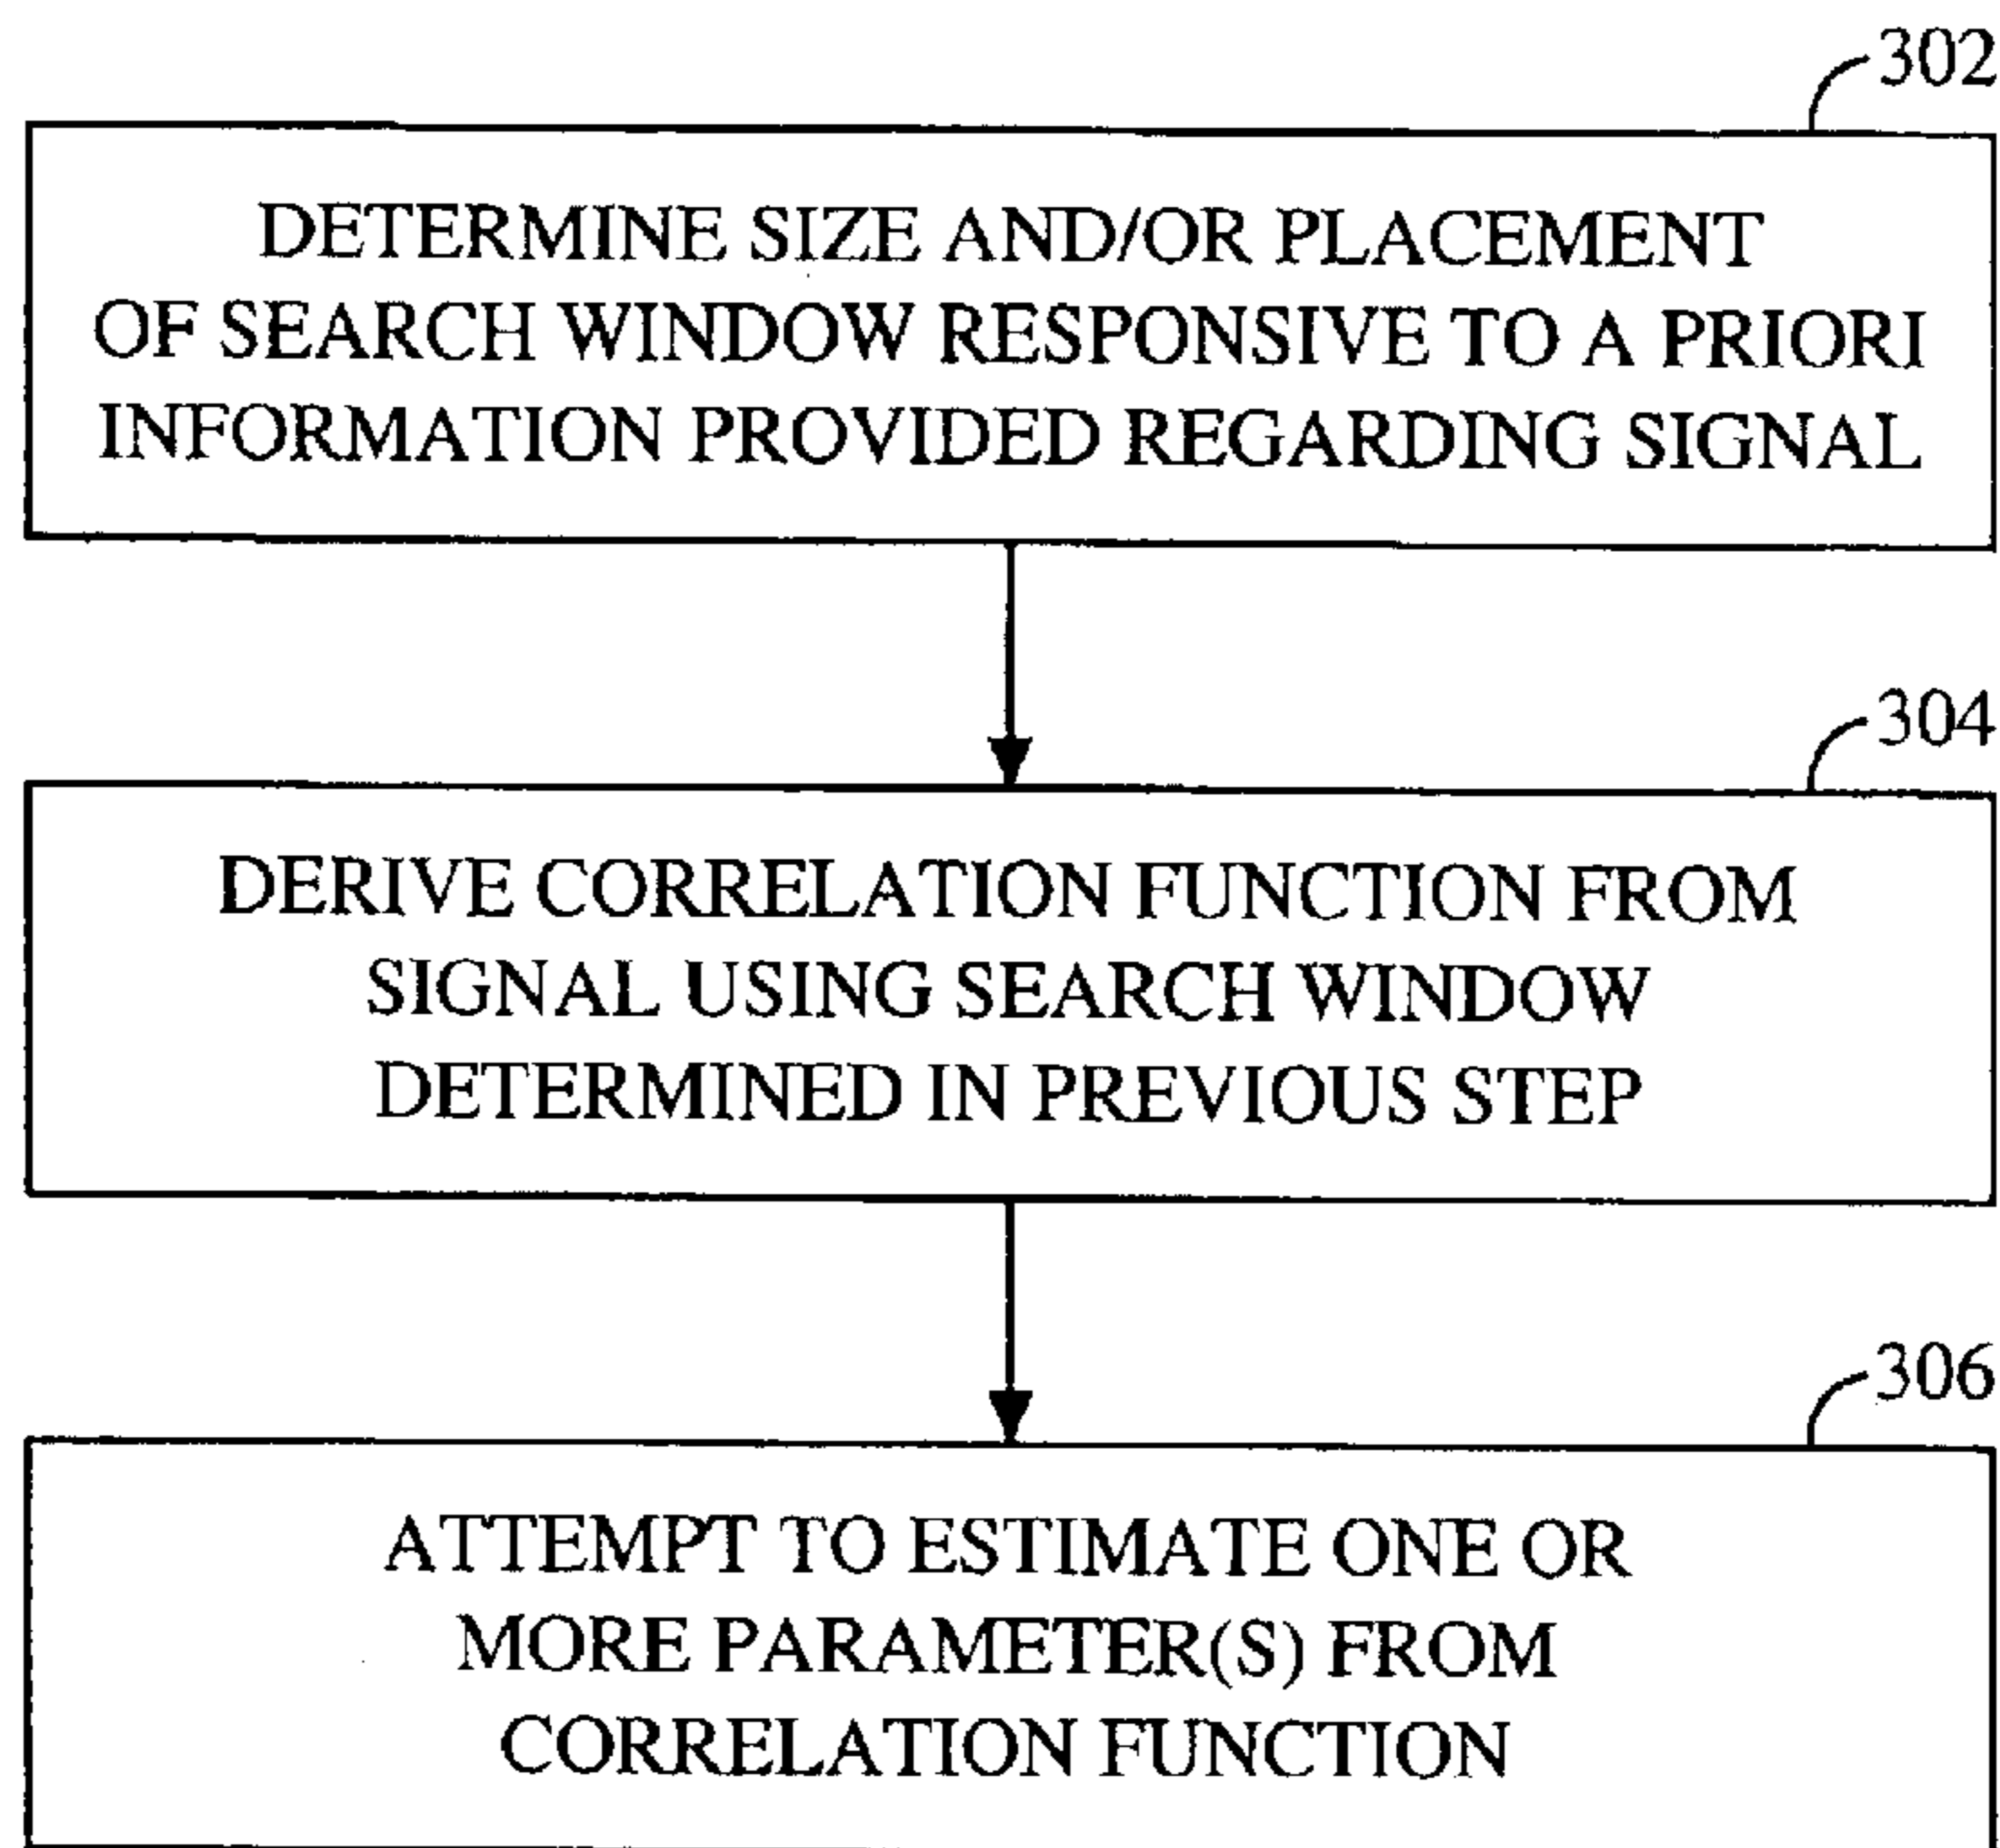 302
DETERMINE SIZE AND/OR PLACEMENT
OF SEARCH WINDOW RESPONSIVE TO A PRIORI
INFORMATION PROVIDED REGARDING SIGNAL
304
DERIVE CORRELATION FUNCTION FROM
SIGNAL USING SEARCH WINDOW
DETERMINED IN PREVIOUS STEP
306
ATTEMPT TO ESTIMATE ONE OR
MORE PARAMETER(S) FROM
CORRELATION FUNCTION